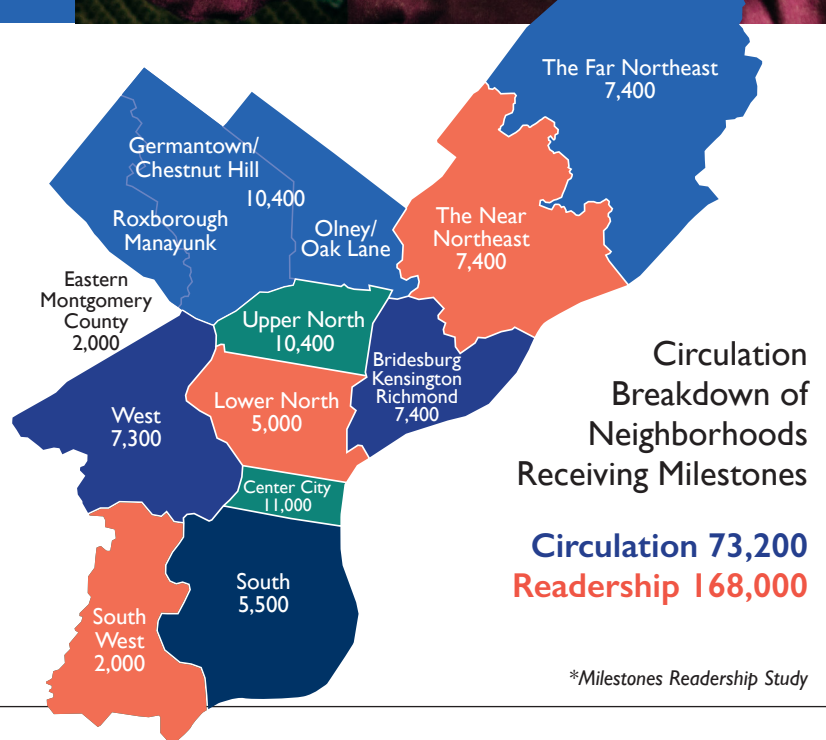 The Far Northeast
7,400
Germantown/
Chestnut Hill
10,400
Roxborough
Manayunk
Olney/
Oak Lane
The Near
Northeast
7,400
Eastern
Montgomery
County
2,000
Upper North
10,400
Bridesburg
Kensington
Richmond
7,400
Lower North
5,000
West
7,300
Center City
11,000
South
5,500
South
West
2,000
Circulation
Breakdown of
Neighborhoods
Receiving Milestones
Circulation 73,200
Readership 168,000
*Milestones Readership Study